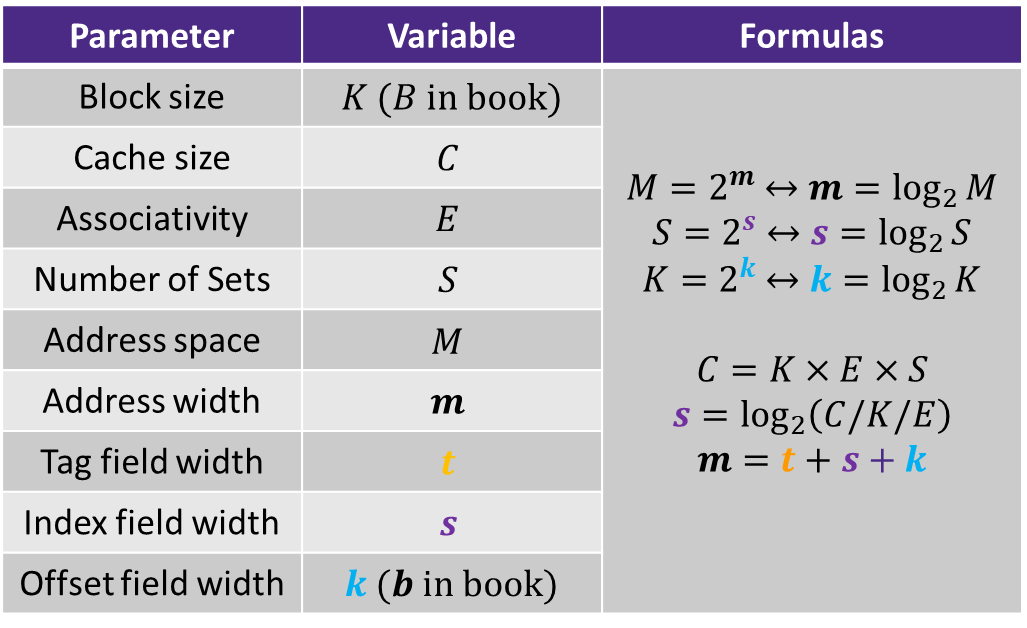 Parameter Variable Formulas
Block size K (B in book)
Cache size C
Associativity E
Number of Sets S
Address space M
Address width m
Tag field width t
Index field width s
Offset field width k (b in book)
M = 2^m ↔ m = log₂ M
S = 2^s ↔ s = log₂ S
K = 2^k ↔ k = log₂ K
C = K × E × S
s = log₂(C/K/E)
m = t + s + k